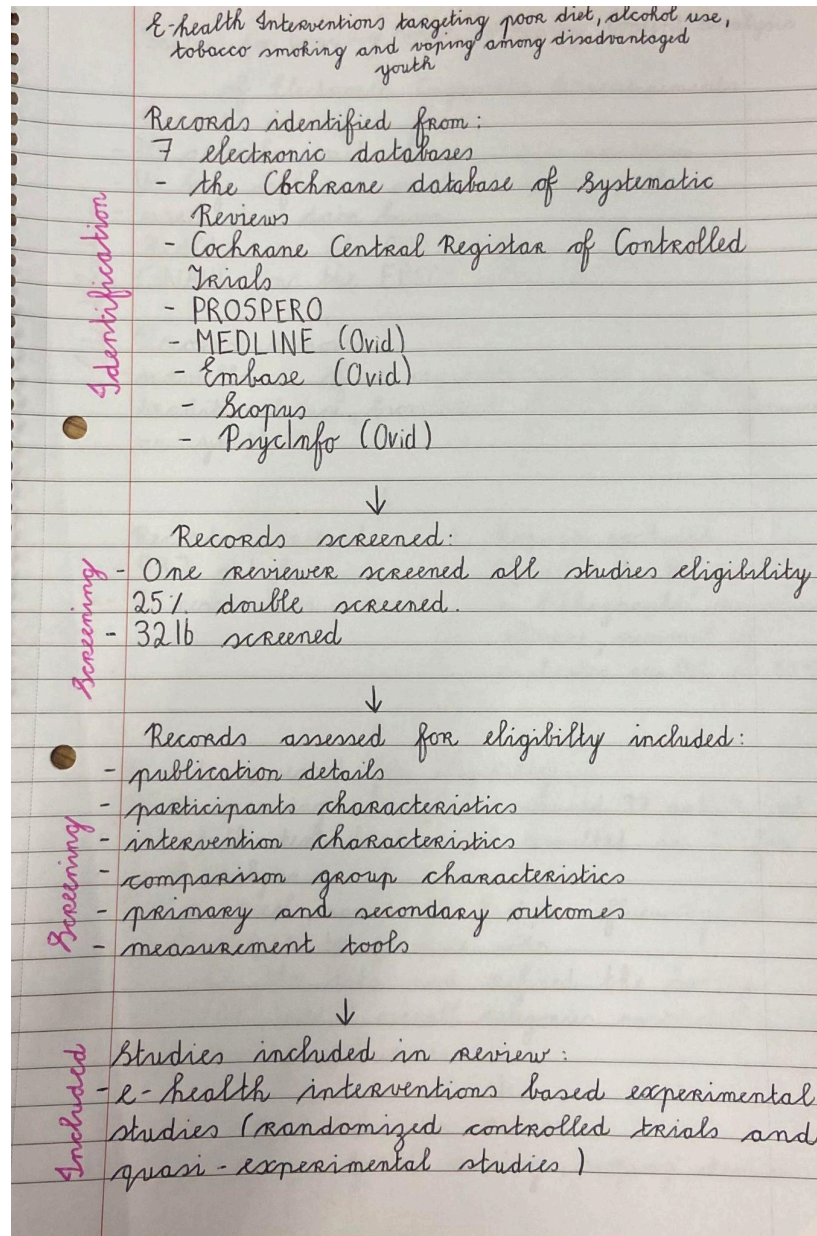 E-health Interventions targeting poor diet, alcohol use,
tobacco smoking and vaping among disadvantaged
youth
Identification
Records identified from:
7 electronic databases
- the Cochrane database of Systematic
Reviews
- Cochrane Central Registar of Controlled
Trials
- PROSPERO
- MEDLINE (Ovid)
- Embase (Ovid)
- Scopus
- PsycInfo (Ovid)
↓
Screening
Records screened:
- One reviewer screened all studies eligibility
25% double screened.
- 3216 screened
↓
Screening
Records assessed for eligibilty included:
- publication details
- participants characteristics
- intervention characteristics
- comparison group characteristics
- primary and secondary outcomes
- measurement tools
↓
Included
Studies included in review:
- e-health interventions based experimental
studies (randomized controlled trials and
quasi-experimental studies)